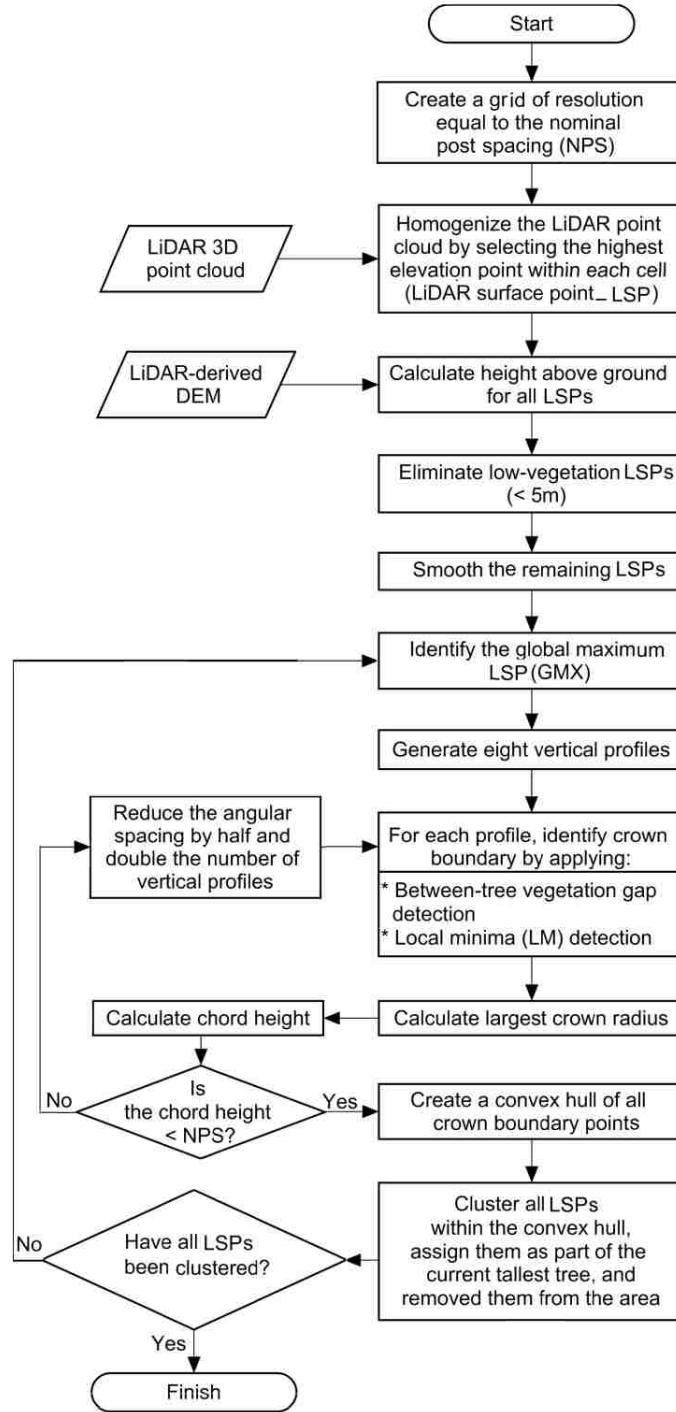 Start
Create a grid of resolution
equal to the nominal
post spacing (NPS)
LiDAR 3D
point cloud
Homogenize the LiDAR point
cloud by selecting the highest
elevation point within each cell
(LiDAR surface point_ LSP)
LiDAR-derived
DEM
Calculate height above ground
for all LSPs
Eliminate low-vegetation LSPs
(< 5m)
Smooth the remaining LSPs
Identify the global maximum
LSP (GMX)
Generate eight vertical profiles
Reduce the angular
spacing by half and
double the number of
vertical profiles
For each profile, identify crown
boundary by applying:
* Between-tree vegetation gap
detection
* Local minima (LM) detection
Calculate largest crown radius
Calculate chord height
Is
the chord height
< NPS?
No
Yes
Create a convex hull of all
crown boundary points
Cluster all LSPs
within the convex hull,
assign them as part of the
current tallest tree, and
removed them from the area
Have all LSPs
been clustered?
No
Yes
Finish